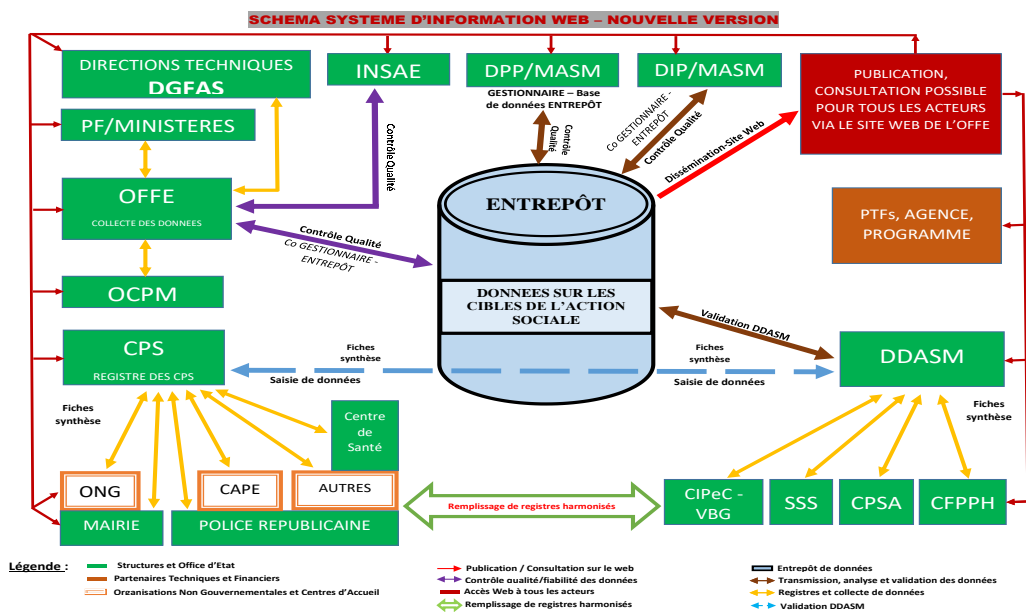 SCHEMA SYSTEME D'INFORMATION WEB – NOUVELLE VERSION
DIRECTIONS TECHNIQUES
DGFAS
INSAE
DPP/MASM
DIP/MASM
PUBLICATION,
CONSULTATION POSSIBLE
POUR TOUS LES ACTEURS
VIA LE SITE WEB DE L'OFFE
GESTIONNAIRE – Base
de données ENTREPÔT
PF/MINISTERES
Contrôle Qualité
Contrôle
Qualité
Co GESTIONNAIRE -
ENTREPÔT
Contrôle Qualité
Dissémination-Site Web
OFFE
COLLECTE DES DONNEES
ENTREPÔT
PTFs, AGENCE,
PROGRAMME
Contrôle Qualité
Co GESTIONNAIRE -
ENTREPÔT
OCPM
DONNEES SUR LES
CIBLES DE L'ACTION
SOCIALE
Validation DDASM
CPS
REGISTRE DES CPS
Fiches
synthèse
Saisie de données
Fiches
synthèse
Saisie de données
DDASM
Fiches
synthèse
Fiches
synthèse
Centre
de
Santé
ONG
CAPE
AUTRES
MAIRIE
POLICE REPUBLICAINE
Remplissage de registres harmonisés
CIPeC -
VBG
SSS
CPSA
CFPPH
Légende :
Structures et Office d'Etat
Partenaires Techniques et Financiers
Organisations Non Gouvernementales et Centres d'Accueil
Publication / Consultation sur le web
Contrôle qualité/fiabilité des données
Accès Web à tous les acteurs
Remplissage de registres harmonisés
Entrepôt de données
Transmission, analyse et validation des données
Registres et collecte de données
Validation DDASM